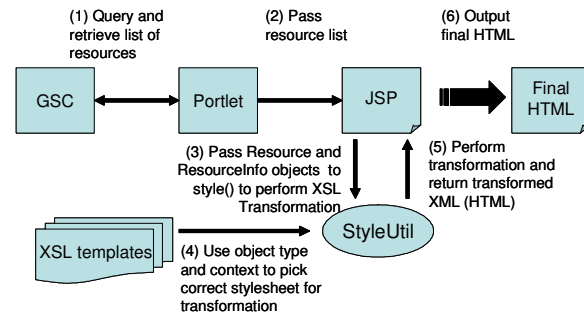 (1) Query and
retrieve list of
resources
(2) Pass
resource list
(6) Output
final HTML
GSC
Portlet
JSP
Final
HTML
(3) Pass Resource and
ResourceInfo objects to
style() to perform XSL
Transformation
(5) Perform
transformation and
return transformed
XML (HTML)
XSL templates
StyleUtil
(4) Use object type
and context to pick
correct stylesheet for
transformation